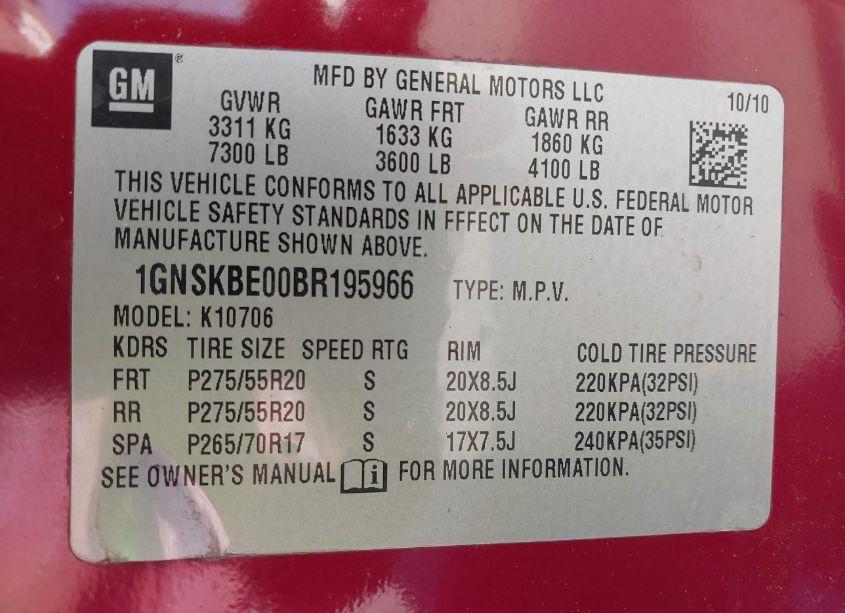 GM ®
MFD BY GENERAL MOTORS LLC 10/10
GVWR GAWR FRT GAWR RR
3311 KG 1633 KG 1860 KG
7300 LB 3600 LB 4100 LB
THIS VEHICLE CONFORMS TO ALL APPLICABLE U.S. FEDERAL MOTOR
VEHICLE SAFETY STANDARDS IN EFFECT ON THE DATE OF
MANUFACTURE SHOWN ABOVE.
1GNSKBE00BR195966 TYPE: M.P.V.
MODEL: K10706
KDRS TIRE SIZE SPEED RTG RIM COLD TIRE PRESSURE
FRT P275/55R20 S 20X8.5J 220KPA(32PSI)
RR P275/55R20 S 20X8.5J 220KPA(32PSI)
SPA P265/70R17 S 17X7.5J 240KPA(35PSI)
SEE OWNER'S MANUAL i FOR MORE INFORMATION.